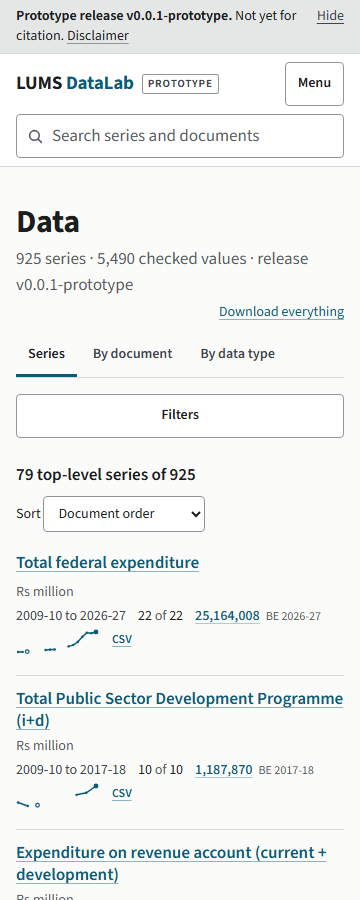 Prototype release v0.0.1-prototype. Not yet for citation. Disclaimer
Hide
LUMS DataLab
PROTOTYPE
Menu
Search series and documents
Data
925 series · 5,490 checked values · release
v0.0.1-prototype
Download everything
Series
By document
By data type
Filters
79 top-level series of 925
Sort
Document order
Total federal expenditure
Rs million
2009-10 to 2026-27 22 of 22 25,164,008 BE 2026-27
CSV
Total Public Sector Development Programme
(i+d)
Rs million
2009-10 to 2017-18 10 of 10 1,187,870 BE 2017-18
CSV
Expenditure on revenue account (current +
development)
Rs million